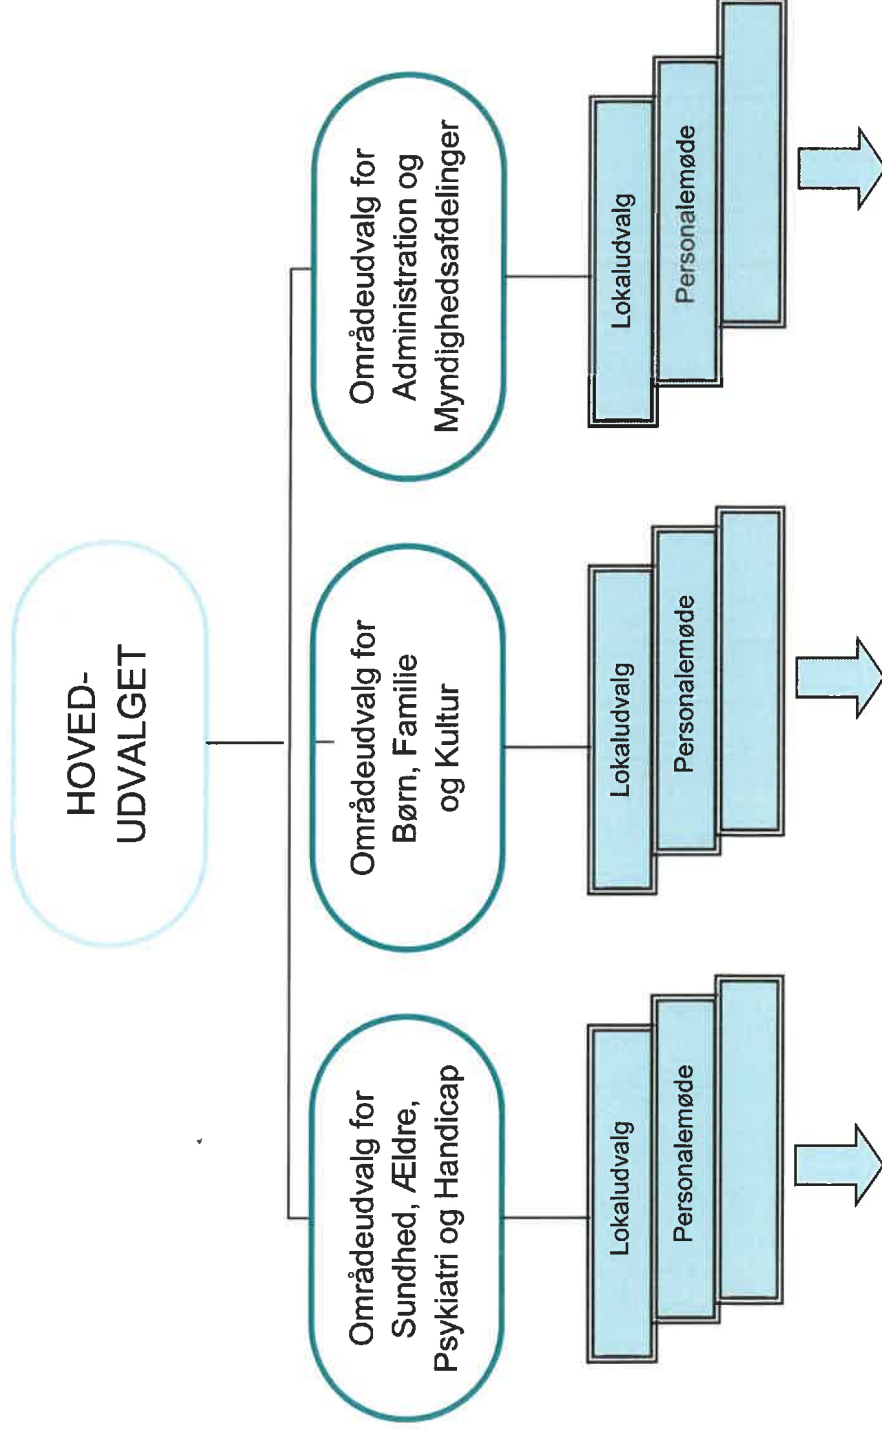 HOVED-
UDVALGET
Områdeudvalg for
Sundhed, Ældre,
Psykiatri og Handicap
Områdeudvalg for
Børn, Familie
og Kultur
Områdeudvalg for
Administration og
Myndighedsafdelinger
Lokaludvalg
Personalemøde
Lokaludvalg
Personalemøde
Lokaludvalg
Personalemøde